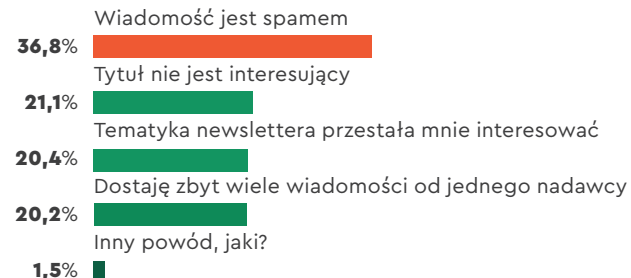 Wiadomość jest spamem
36,8%
Tytuł nie jest interesujący
21,1%
Tematyka newslettera przestała mnie interesować
20,4%
Dostaję zbyt wiele wiadomości od jednego nadawcy
20,2%
Inny powód, jaki?
1,5%